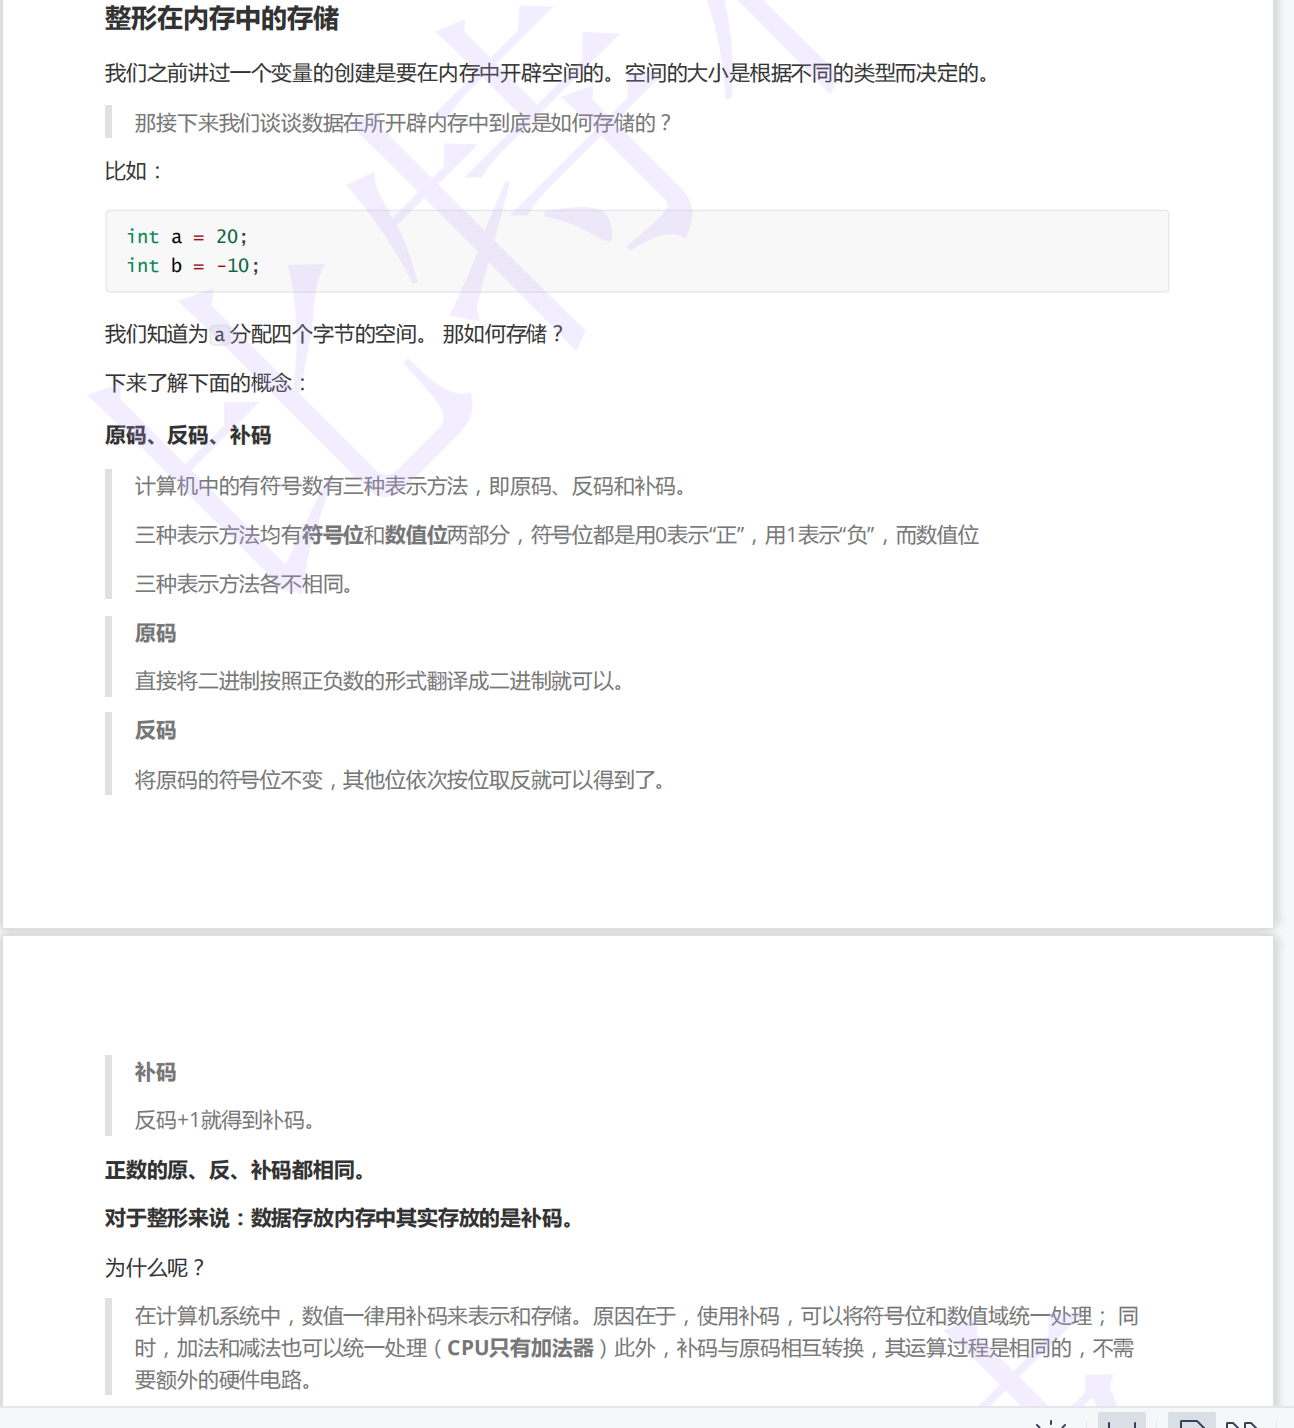 整形在内存中的存储
我们之前讲过一个变量的创建是要在内存中开辟空间的。空间的大小是根据不同的类型而决定的。
那接下来我们谈谈数据在所开辟内存中到底是如何存储的？
比如：
int a = 20;
int b = -10;
我们知道为 a 分配四个字节的空间。 那如何存储？
下来了解下面的概念：
原码、反码、补码
计算机中的有符号数有三种表示方法，即原码、反码和补码。
三种表示方法均有符号位和数值位两部分，符号位都是用0表示“正”，用1表示“负”，而数值位
三种表示方法各不相同。
原码
直接将二进制按照正负数的形式翻译成二进制就可以。
反码
将原码的符号位不变，其他位依次按位取反就可以得到了。
补码
反码+1就得到补码。
正数的原、反、补码都相同。
对于整形来说：数据存放内存中其实存放的是补码。
为什么呢？
在计算机系统中，数值一律用补码来表示和存储。原因在于，使用补码，可以将符号位和数值域统一处理； 同
时，加法和减法也可以统一处理（CPU只有加法器）此外，补码与原码相互转换，其运算过程是相同的，不需
要额外的硬件电路。
比特